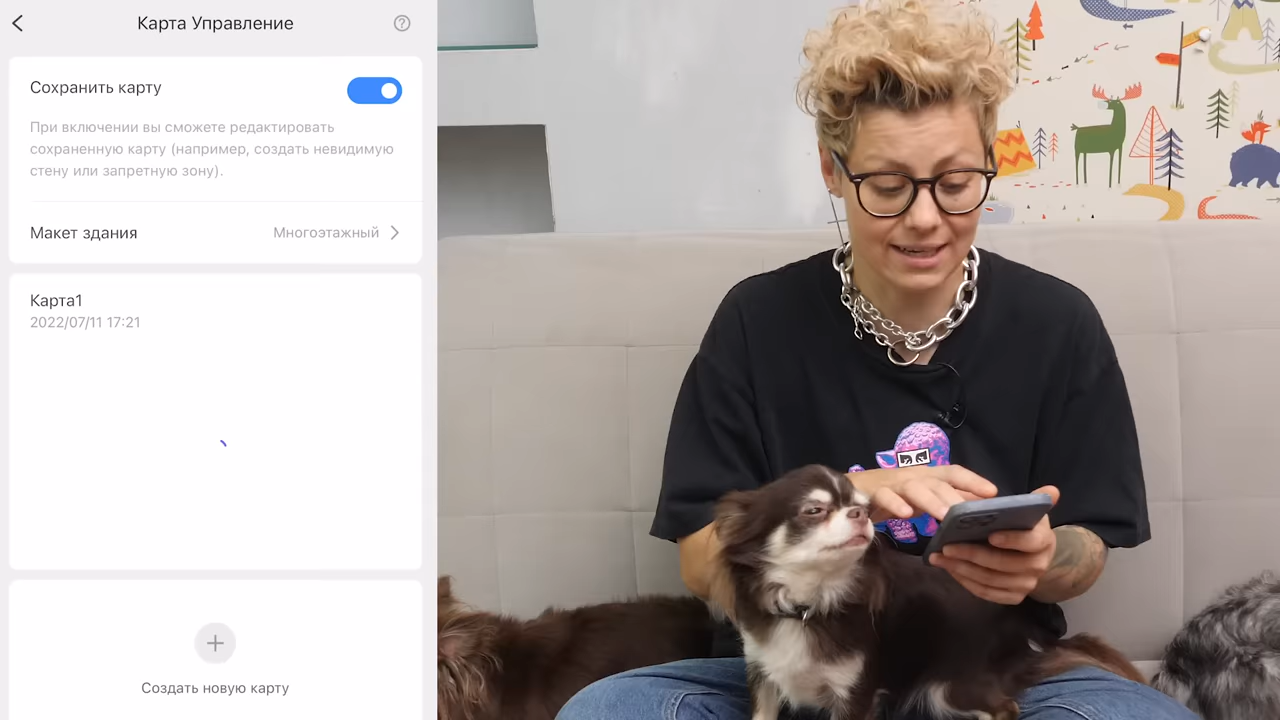 Карта Управление
Сохранить карту
При включении вы сможете редактировать
сохраненную карту (например, создать невидимую
стену или запретную зону).
Макет здания
Многоэтажный
Карта1
2022/07/11 17:21
Создать новую карту